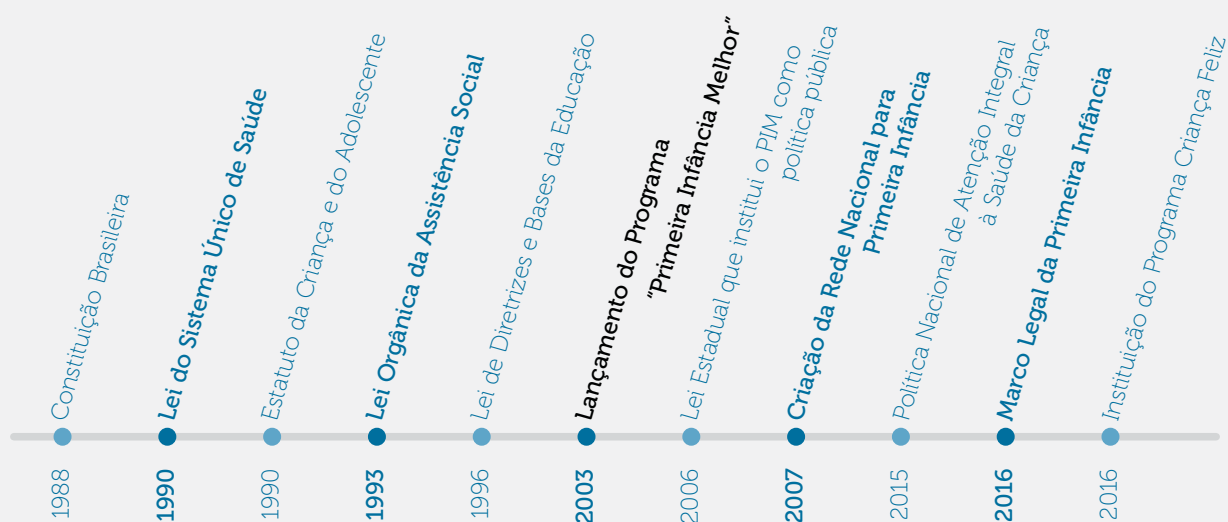 Constituição Brasileira
1988
Lei do Sistema Único de Saúde
1990
Estatuto da Criança e do Adolescente
1990
Lei Orgânica da Assistência Social
1993
Lei de Diretrizes e Bases da Educação
1996
Lançamento do Programa
“Primeira Infância Melhor”
2003
Lei Estadual que institui o PIM como
política pública
2006
Criação da Rede Nacional para
Primeira Infância
2007
Política Nacional de Atenção Integral
à Saúde da Criança
2015
Marco Legal da Primeira Infância
2016
Instituição do Programa Criança Feliz
2016